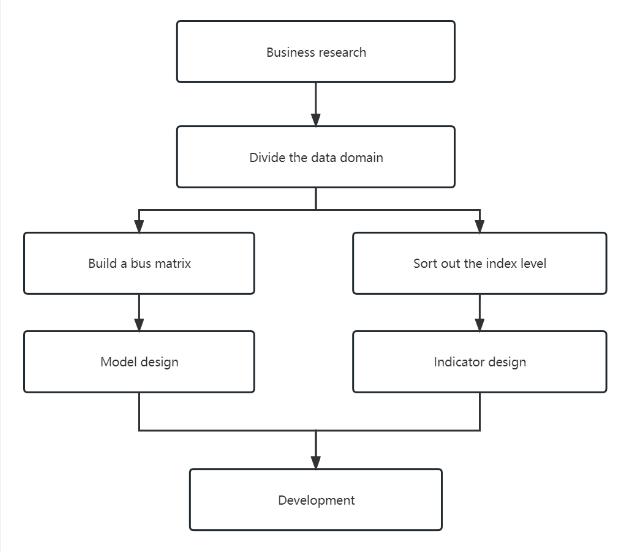 Business research
Divide the data domain
Build a bus matrix
Sort out the index level
Model design
Indicator design
Development